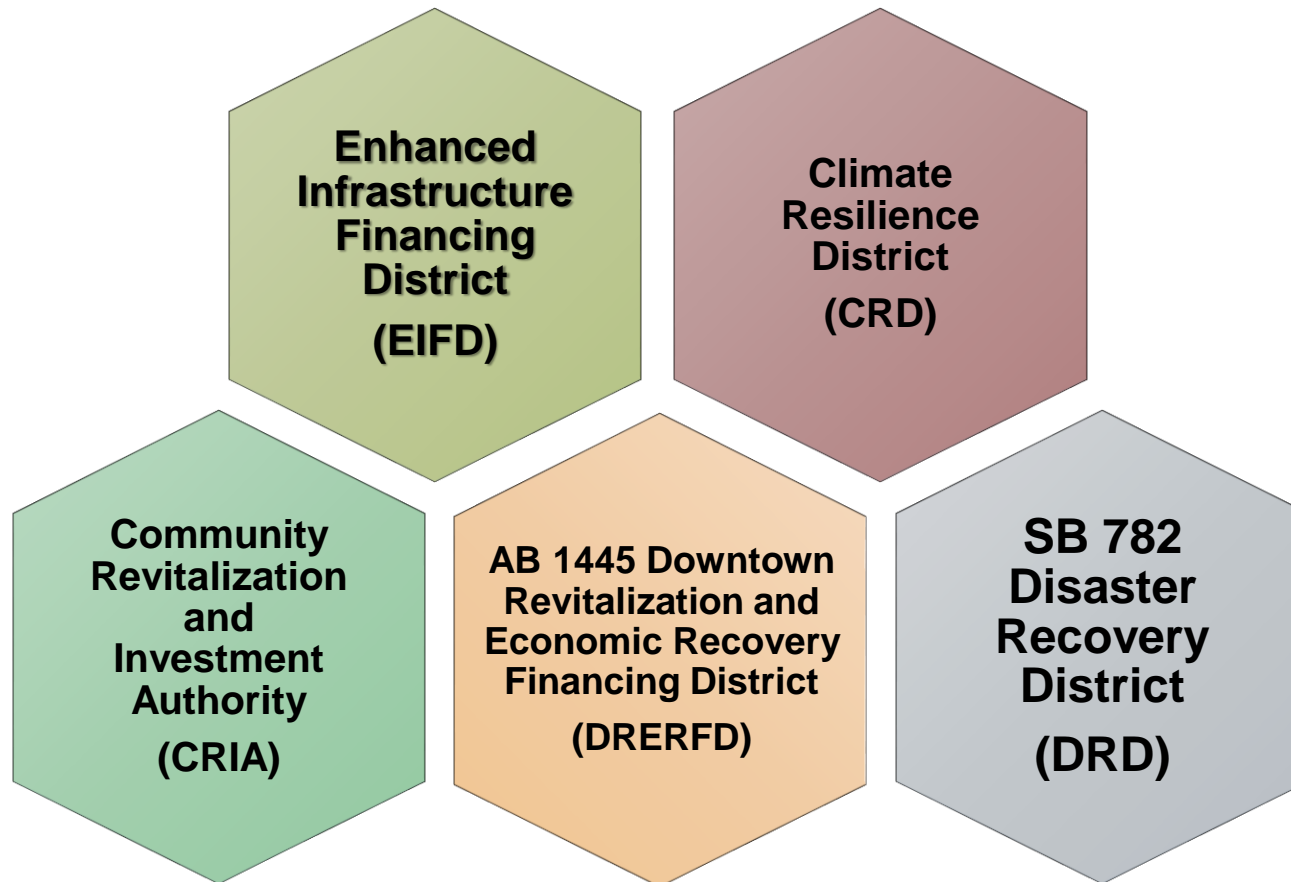 Enhanced
Infrastructure
Financing
District
(EIFD)
Climate
Resilience
District
(CRD)
Community
Revitalization
and
Investment
Authority
(CRIA)
AB 1445 Downtown
Revitalization and
Economic Recovery
Financing District
(DRERFD)
SB 782
Disaster
Recovery
District
(DRD)